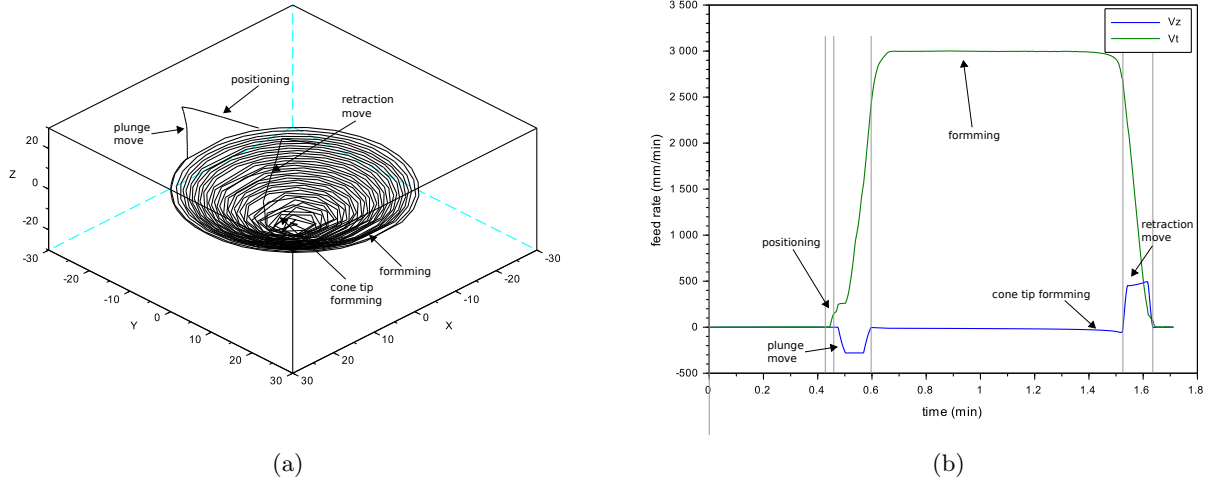 positioning
retraction
move
plunge
move
20
0
-20
Z
-30
-20
-10
0
10
20
30
Y
-30
-20
-10
0
10
20
30
X
formming
cone tip
formming
(a)
3 500
3 000
2 500
2 000
1 500
1 000
500
0
-500
feed rate (mm/min)
Vz
Vt
formming
positioning
retraction
move
cone tip formming
plunge
move
0
0.2
0.4
0.6
0.8
1
1.2
1.4
1.6
1.8
time (min)
(b)